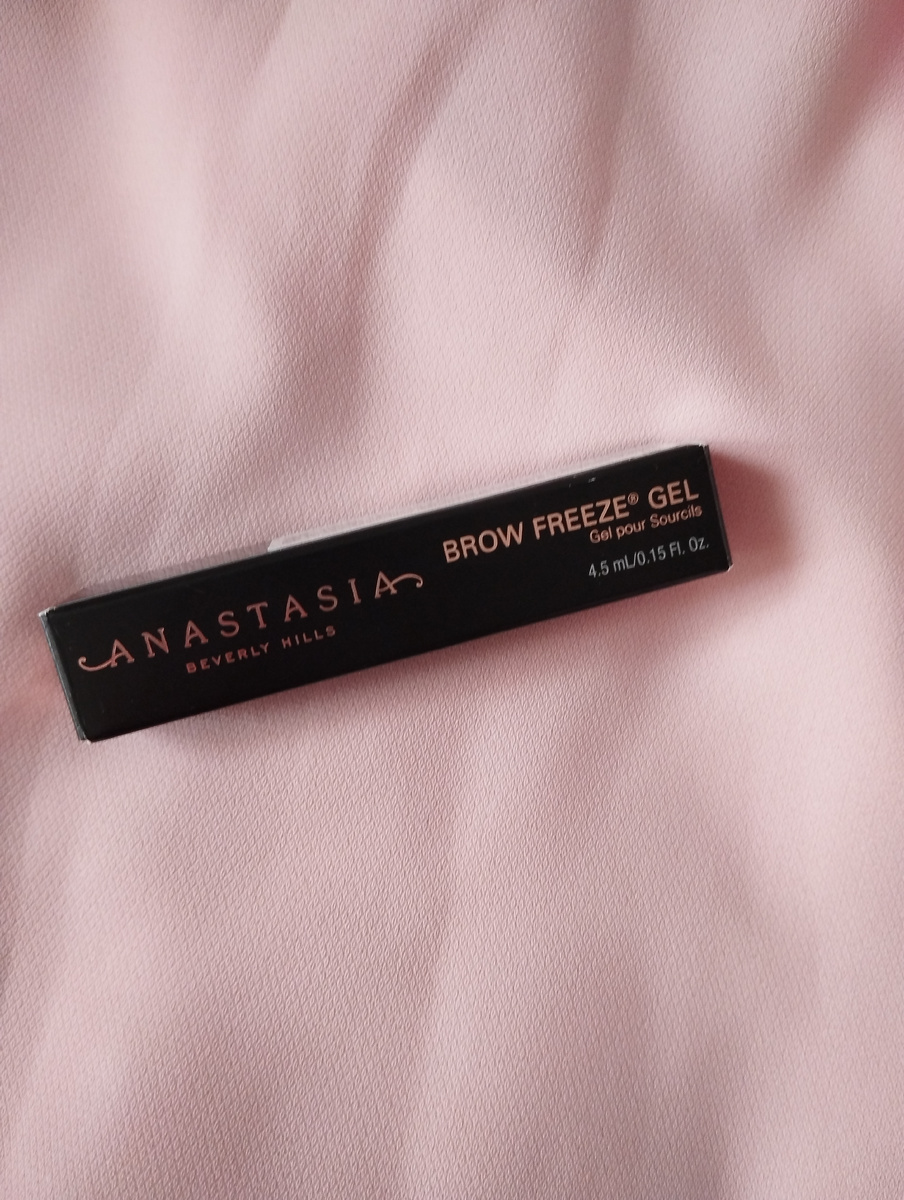 ANASTASIA
BEVERLY HILLS
BROW FREEZE® GEL
Gel pour Sourcils
4.5 mL/0.15 Fl. Oz.